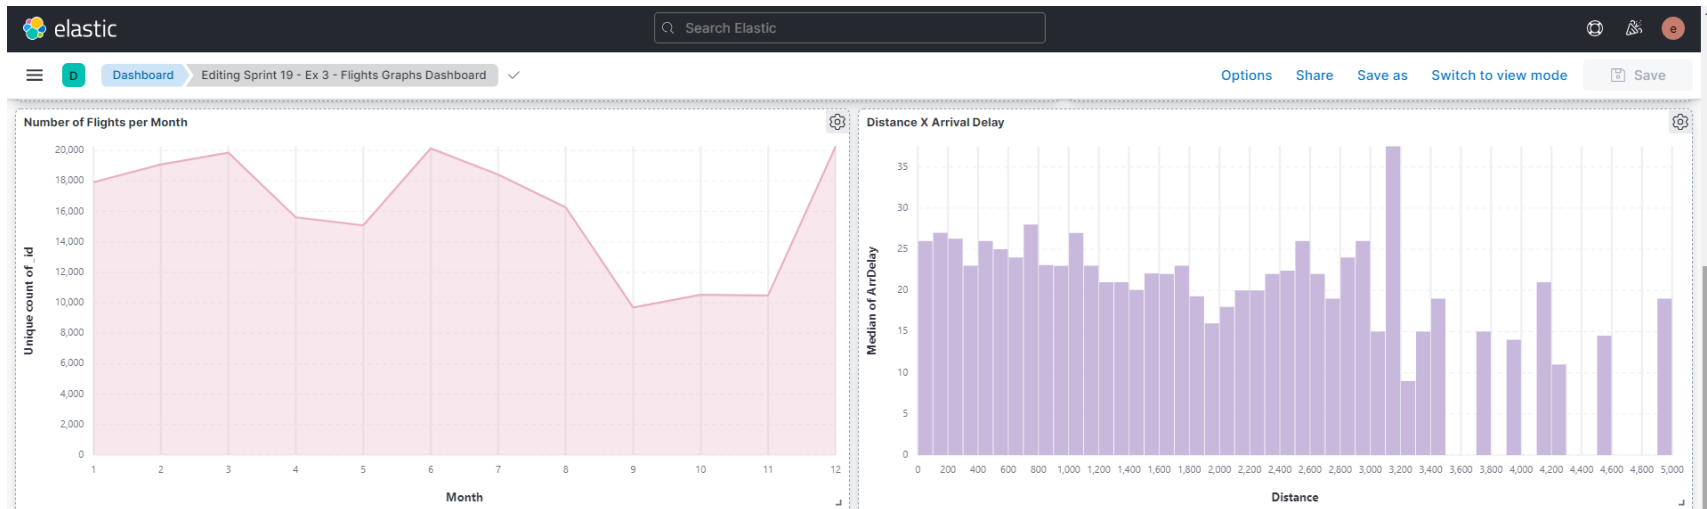 elastic
Search Elastic
e
D
Dashboard
Editing Sprint 19 - Ex 3 - Flights Graphs Dashboard
Options
Share
Save as
Switch to view mode
Save
Number of Flights per Month
20,000
18,000
16,000
14,000
12,000
10,000
8,000
6,000
4,000
2,000
0
Unique count of _id
1 2 3 4 5 6 7 8 9 10 11 12
Month
Distance X Arrival Delay
35
30
25
20
15
10
5
0
Median of ArrDelay
0 200 400 600 800 1,000 1,200 1,400 1,600 1,800 2,000 2,200 2,400 2,600 2,800 3,000 3,200 3,400 3,600 3,800 4,000 4,200 4,400 4,600 4,800 5,000
Distance